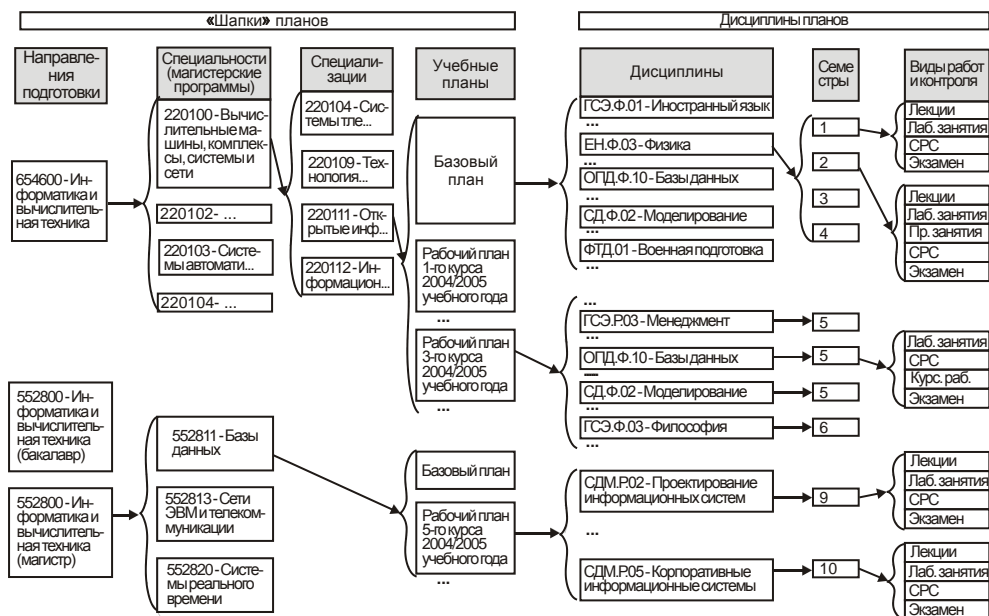 «Шапки» планов
Дисциплины планов
Направле-
ния
подготовки
Специальности
(магистерские
программы)
Специали-
зации
Учебные
планы
Дисциплины
Семе
стры
Виды работ
и контроля
654600 - Ин-
форматика и
вычислитель-
ная техника
552800 - Ин-
форматика и
вычислитель-
ная техника
(бакалавр)
552800 - Ин-
форматика и
вычислитель-
ная техника
(магистр)
220100 - Вычис-
лительные ма-
шины, комплек-
сы, системы и
сети
220102- ...
220103 - Систе-
мы автомати...
220104- ...
552811 - Базы
данных
552813 - Сети
ЭВМ и телеком-
муникации
552820 - Систе-
мы реального
времени
220104 - Сис-
темы тле...
220109 - Тех-
нология...
220111 - Отк-
рытые инф...
220112 - Ин-
формацион...
Базовый
план
Рабочий план
1-го курса
2004/2005
учебного года
...
Рабочий план
3-го курса
2004/2005
учебного года
...
Базовый план
Рабочий план
5-го курса
2004/2005
учебного года
...
ГСЭ.Ф.01 - Иностранный язык
...
ЕН.Ф.03 - Физика
...
ОПД.Ф.10 - Базы данных
...
СД.Ф.02 - Моделирование
...
ФТД.01 - Военная подготовка
...
...
ГСЭ.Р.03 - Менеджмент
...
ОПД.Ф.10 - Базы данных
...
СД.Ф.02 - Моделирование
...
ГСЭ.Ф.03 - Философия
...
СДМ.Р.02 - Проектирование
информационных систем
...
СДМ.Р.05 - Корпоративные
информационные системы
1
2
3
4
5
5
5
6
9
10
Лекции
Лаб. занятия
СРС
Экзамен
Лекции
Лаб. занятия
Пр. занятия
СРС
Экзамен
Лаб. занятия
СРС
Курс. раб.
Экзамен
Лекции
Лаб. занятия
СРС
Экзамен
Лекции
Лаб. занятия
СРС
Экзамен